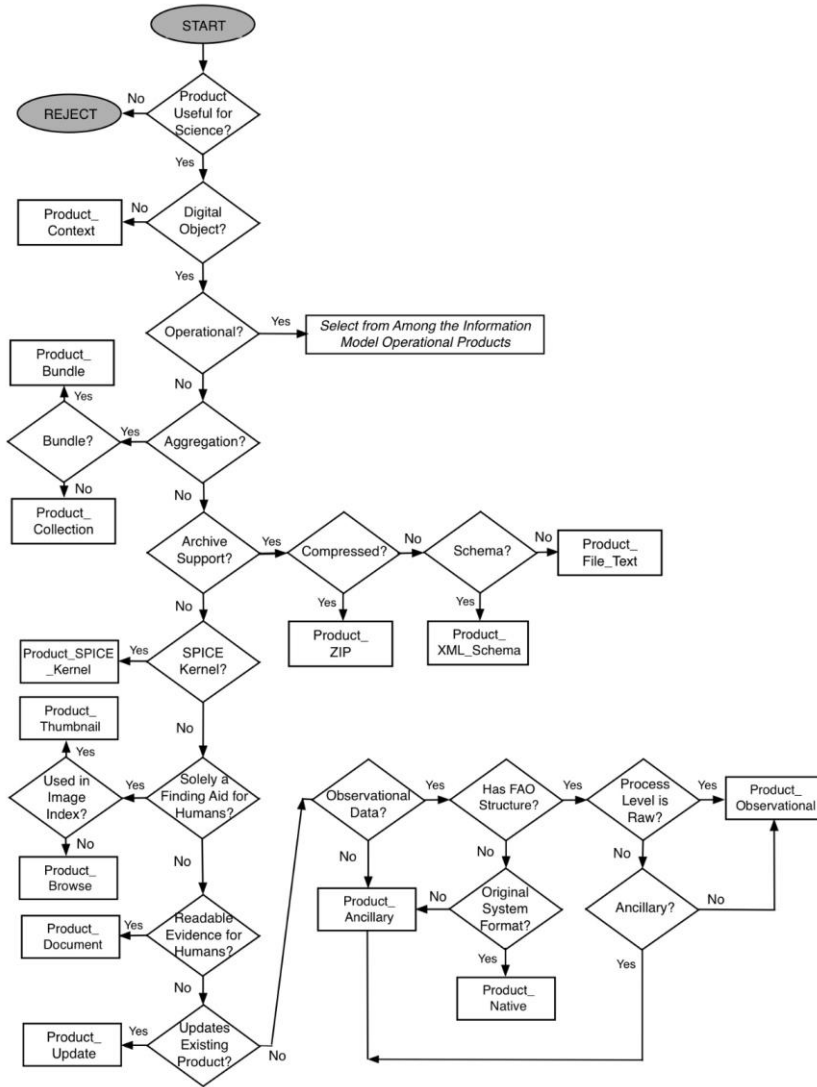 START
No
REJECT
Product
Useful for
Science?
Yes
Product_
Context
No
Digital
Object?
Yes
Operational?
Yes
Select from Among the Information
Model Operational Products
No
Product_
Bundle
Yes
Bundle?
Yes
Aggregation?
No
Product_
Collection
No
Archive
Support?
Yes
Compressed?
No
Schema?
No
Product_
File_Text
Yes
Product_
ZIP
Yes
Product_
XML_Schema
No
Product_SPICE
_Kernel
Yes
SPICE
Kernel?
No
Product_
Thumbnail
Yes
Used in
Image
Index?
Yes
Solely a
Finding Aid for
Humans?
No
Product_
Browse
No
Product_
Document
Yes
Readable
Evidence for
Humans?
No
Product_
Update
Yes
Updates
Existing
Product?
No
Observational
Data?
Yes
Has FAO
Structure?
Yes
Process
Level is
Raw?
Yes
Product_
Observational
No
No
No
Product_
Ancillary
No
Original
System
Format?
Ancillary?
No
Yes
Yes
Product_
Native